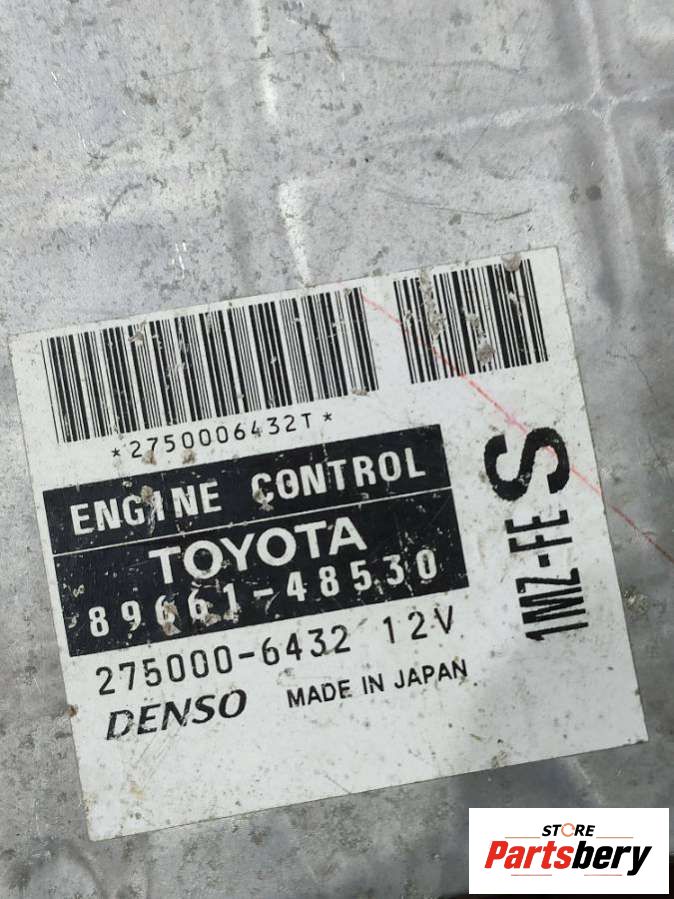 *2750006432T*
ENGINE CONTROL
TOYOTA
89661-48530
275000-6432 12V
DENSO MADE IN JAPAN
S
1MZ-FE
STORE
Partsbery